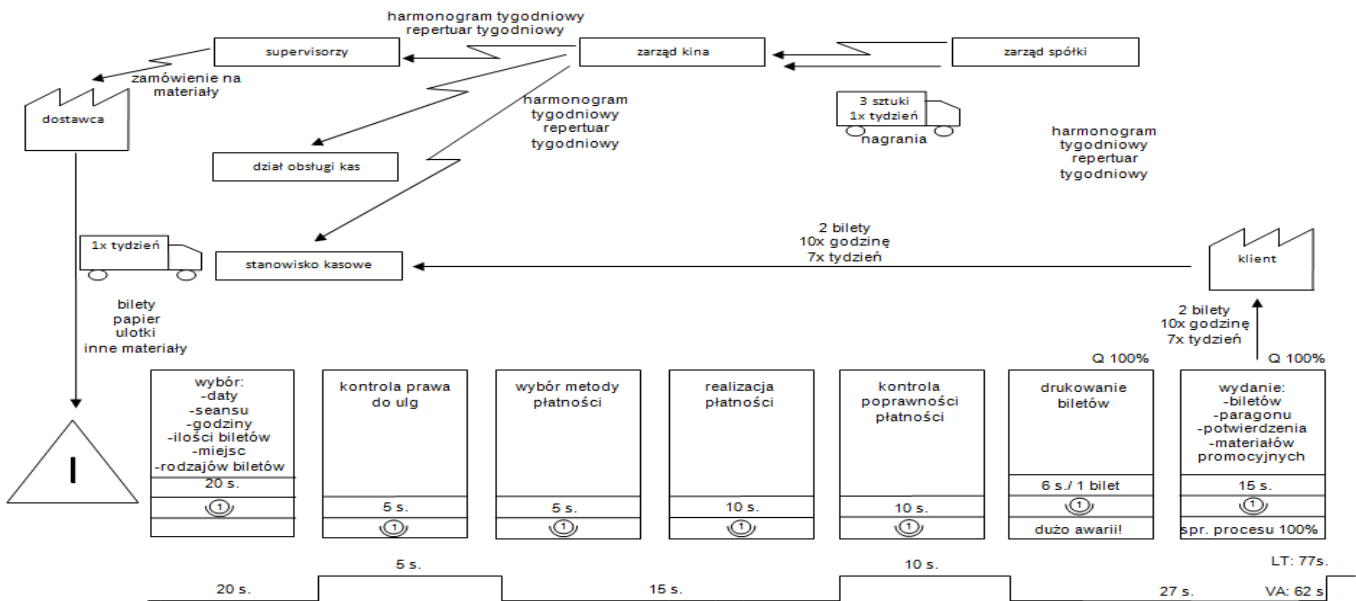 harmonogram tygodniowy
repertuar tygodniowy
supervisorzy
zarząd kina
zarząd spółki
zamówienie na
materiały
dostawca
harmonogram
tygodniowy
repertuar
tygodniowy
3 sztuki
1x tydzień
nagrania
harmonogram
tygodniowy
repertuar
tygodniowy
dział obsługi kas
1x tydzień
stanowisko kasowe
2 bilety
10x godzinę
7x tydzień
klient
bilety
papier
ulotki
inne materiały
2 bilety
10x godzinę
7x tydzień
Q 100%
Q 100%
I
wybór:
-daty
-seansu
-godziny
-ilości biletów
-miejsc
-rodzajów biletów
20 s.
1
kontrola prawa
do ulg
5 s.
1
wybór metody
płatności
5 s.
1
realizacja
płatności
10 s.
1
kontrola
poprawności
płatności
10 s.
1
drukowanie
biletów
6 s./ 1 bilet
1
dużo awarii!
wydanie:
-biletów
-paragonu
-potwierdzenia
-materiałów
promocyjnych
15 s.
1
spr. procesu 100%
20 s.
5 s.
15 s.
10 s.
27 s.
LT: 77s.
VA: 62 s